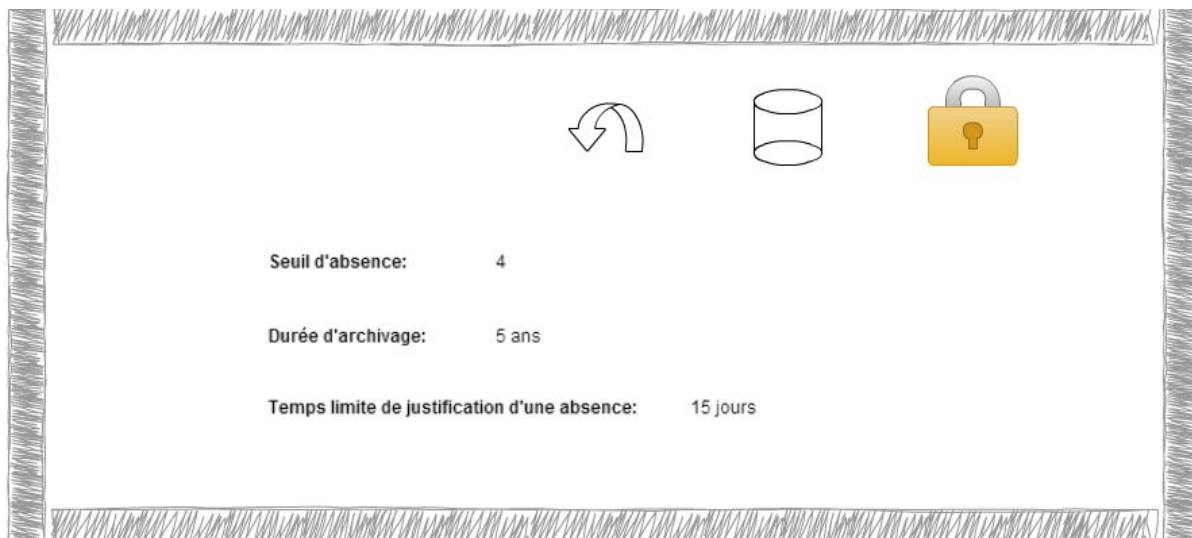 Seuil d'absence: 4
Durée d'archivage: 5 ans
Temps limite de justification d'une absence: 15 jours